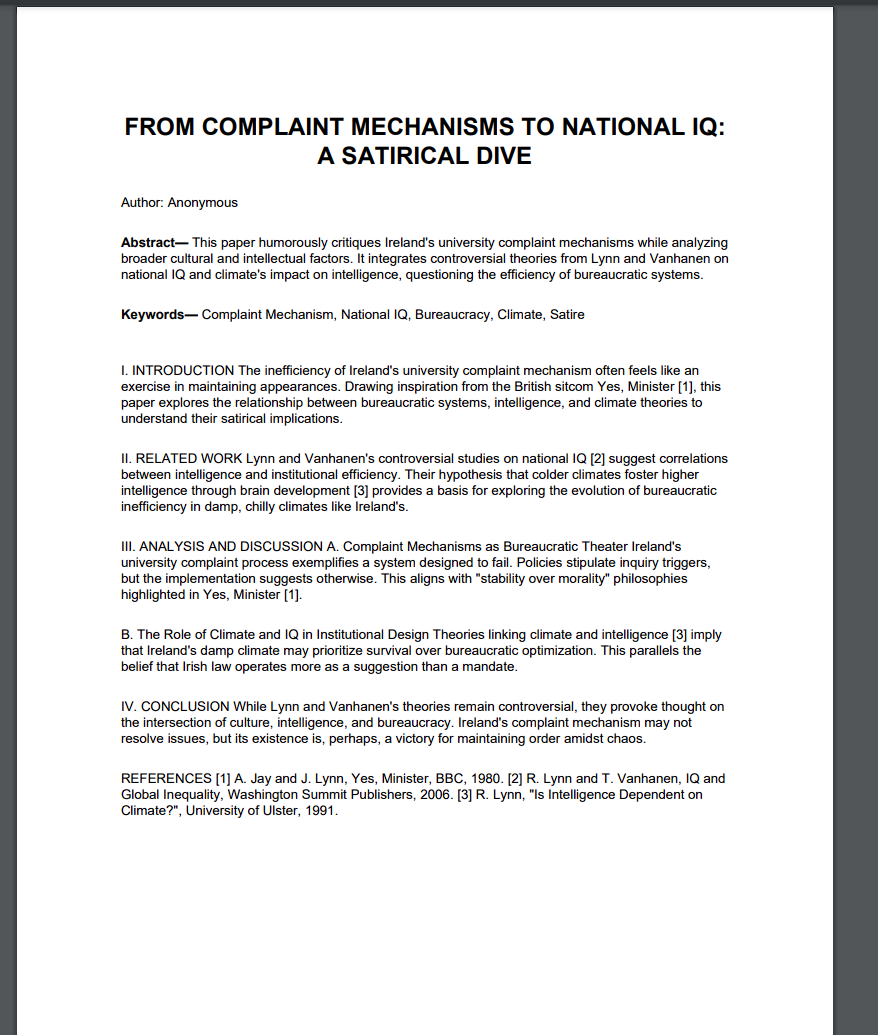 FROM COMPLAINT MECHANISMS TO NATIONAL IQ:
A SATIRICAL DIVE
Author: Anonymous
Abstract— This paper humorously critiques Ireland's university complaint mechanisms while analyzing
broader cultural and intellectual factors. It integrates controversial theories from Lynn and Vanhanen on
national IQ and climate's impact on intelligence, questioning the efficiency of bureaucratic systems.
Keywords— Complaint Mechanism, National IQ, Bureaucracy, Climate, Satire
I. INTRODUCTION The inefficiency of Ireland's university complaint mechanism often feels like an
exercise in maintaining appearances. Drawing inspiration from the British sitcom Yes, Minister [1], this
paper explores the relationship between bureaucratic systems, intelligence, and climate theories to
understand their satirical implications.
II. RELATED WORK Lynn and Vanhanen's controversial studies on national IQ [2] suggest correlations
between intelligence and institutional efficiency. Their hypothesis that colder climates foster higher
intelligence through brain development [3] provides a basis for exploring the evolution of bureaucratic
inefficiency in damp, chilly climates like Ireland's.
III. ANALYSIS AND DISCUSSION A. Complaint Mechanisms as Bureaucratic Theater Ireland's
university complaint process exemplifies a system designed to fail. Policies stipulate inquiry triggers,
but the implementation suggests otherwise. This aligns with "stability over morality" philosophies
highlighted in Yes, Minister [1].
B. The Role of Climate and IQ in Institutional Design Theories linking climate and intelligence [3] imply
that Ireland's damp climate may prioritize survival over bureaucratic optimization. This parallels the
belief that Irish law operates more as a suggestion than a mandate.
IV. CONCLUSION While Lynn and Vanhanen's theories remain controversial, they provoke thought on
the intersection of culture, intelligence, and bureaucracy. Ireland's complaint mechanism may not
resolve issues, but its existence is, perhaps, a victory for maintaining order amidst chaos.
REFERENCES [1] A. Jay and J. Lynn, Yes, Minister, BBC, 1980. [2] R. Lynn and T. Vanhanen, IQ and
Global Inequality, Washington Summit Publishers, 2006. [3] R. Lynn, "Is Intelligence Dependent on
Climate?", University of Ulster, 1991.